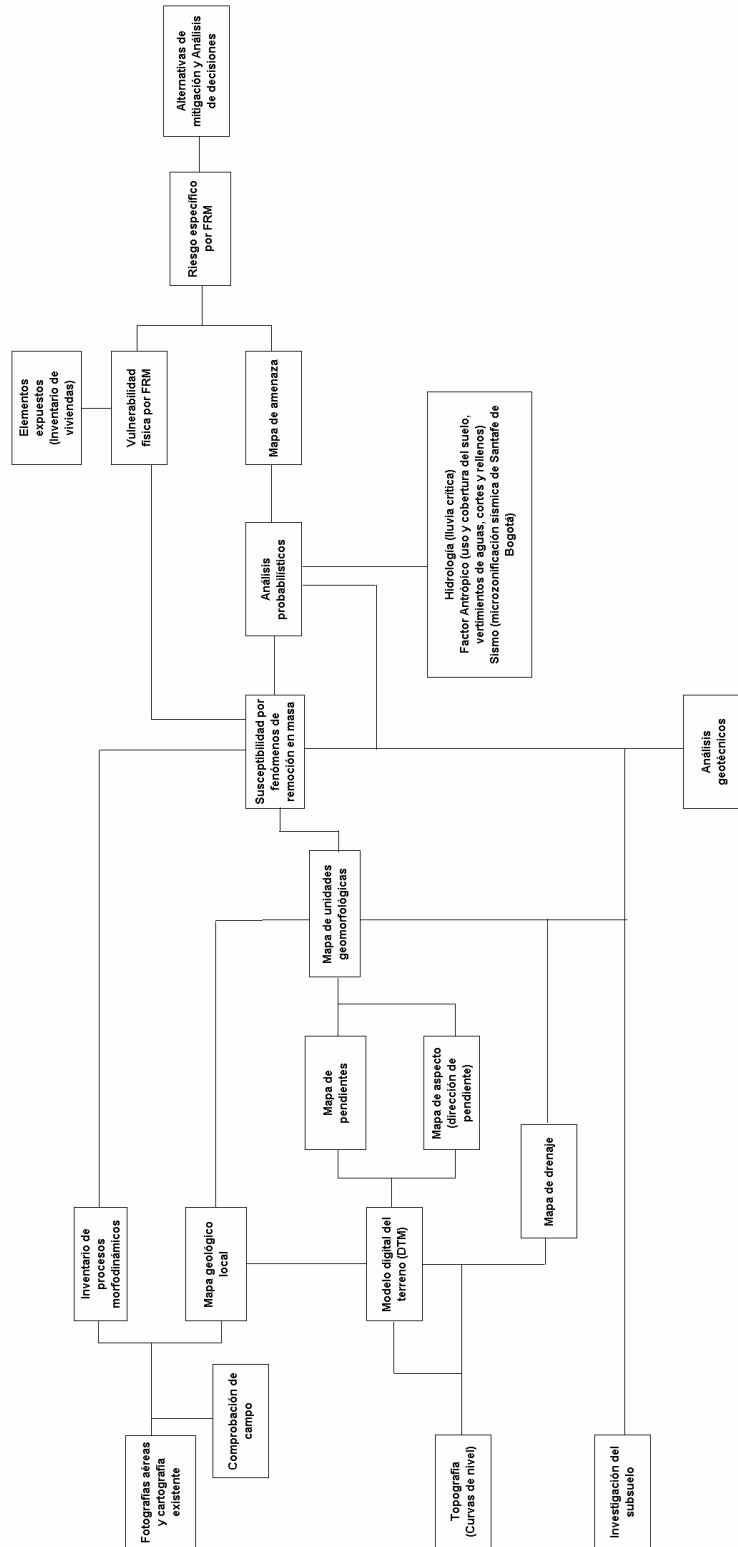 Fotografías aéreas
y cartografía
existente
Comprobación de
campo
Topografía
(Curvas de nivel)
Investigación del
subsuelo
Inventario de
procesos
morfodinámicos
Mapa geológico
local
Modelo digital del
terreno (DTM)
Mapa de drenaje
Mapa de
pendientes
Mapa de aspecto
(dirección de
pendiente)
Mapa de unidades
geomorfológicas
Susceptibilidad por
fenómenos de
remoción en masa
Análisis
geotécnicos
Análisis
probabilísticos
Hidrología (lluvia crítica)
Factor Antrópico (uso y cobertura del suelo,
vertimientos de aguas, cortes y rellenos)
Sismo (microzonificación sísmica de Santafe de
Bogotá)
Elementos
expuestos
(Inventario de
viviendas)
Vulnerabilidad
física por FRM
Mapa de amenaza
Riesgo específico
por FRM
Alternativas de
mitigación y Análisis
de decisiones